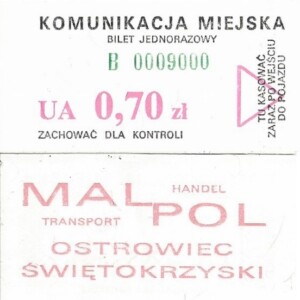 KOMUNIKACJA MIEJSKA
BILET JEDNORAZOWY
B 0009000
UA 0,70 zł
ZACHOWAĆ DLA KONTROLI
TU KASOWAĆ
ZARAZ PO WEJŚCIU
DO POJAZDU
MAL POL
HANDEL
TRANSPORT
OSTROWIEC
ŚWIĘTOKRZYSKI